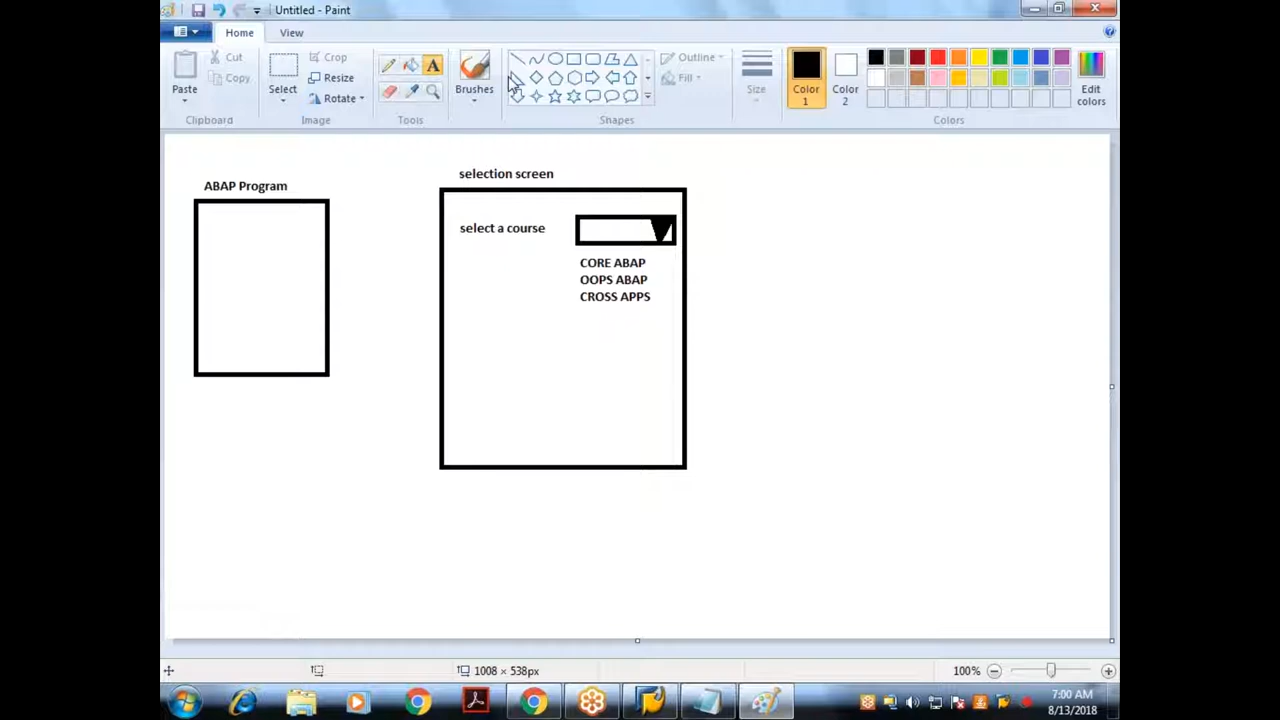 Untitled - Paint
Home
View
Paste
Cut
Copy
Select
Crop
Resize
Rotate
A
Brushes
Outline
Fill
Size
Color
1
Color
2
Edit
colors
Clipboard
Image
Tools
Shapes
Colors
ABAP Program
selection screen
select a course
CORE ABAP
OOPS ABAP
CROSS APPS
1008 × 538px
100%
7:00 AM
8/13/2018